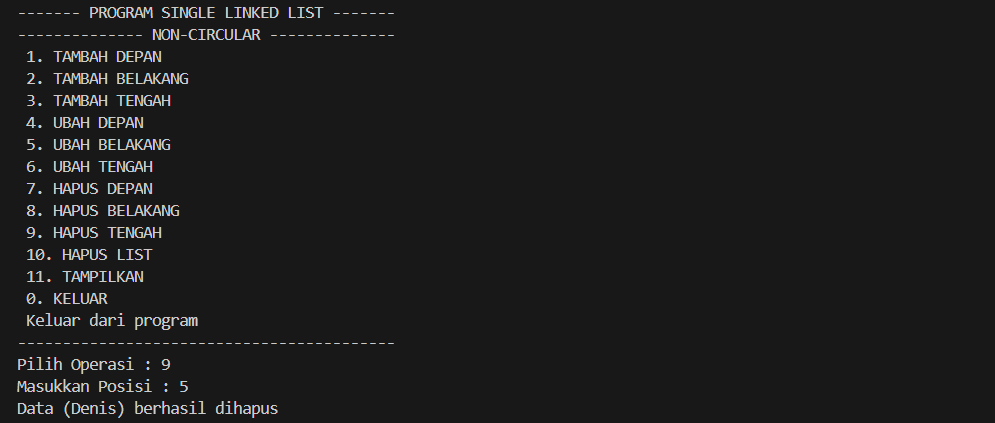 ------- PROGRAM SINGLE LINKED LIST -------
-------------- NON-CIRCULAR --------------
1. TAMBAH DEPAN
2. TAMBAH BELAKANG
3. TAMBAH TENGAH
4. UBAH DEPAN
5. UBAH BELAKANG
6. UBAH TENGAH
7. HAPUS DEPAN
8. HAPUS BELAKANG
9. HAPUS TENGAH
10. HAPUS LIST
11. TAMPILKAN
0. KELUAR
Keluar dari program
------------------------------------------
Pilih Operasi : 9
Masukkan Posisi : 5
Data (Denis) berhasil dihapus